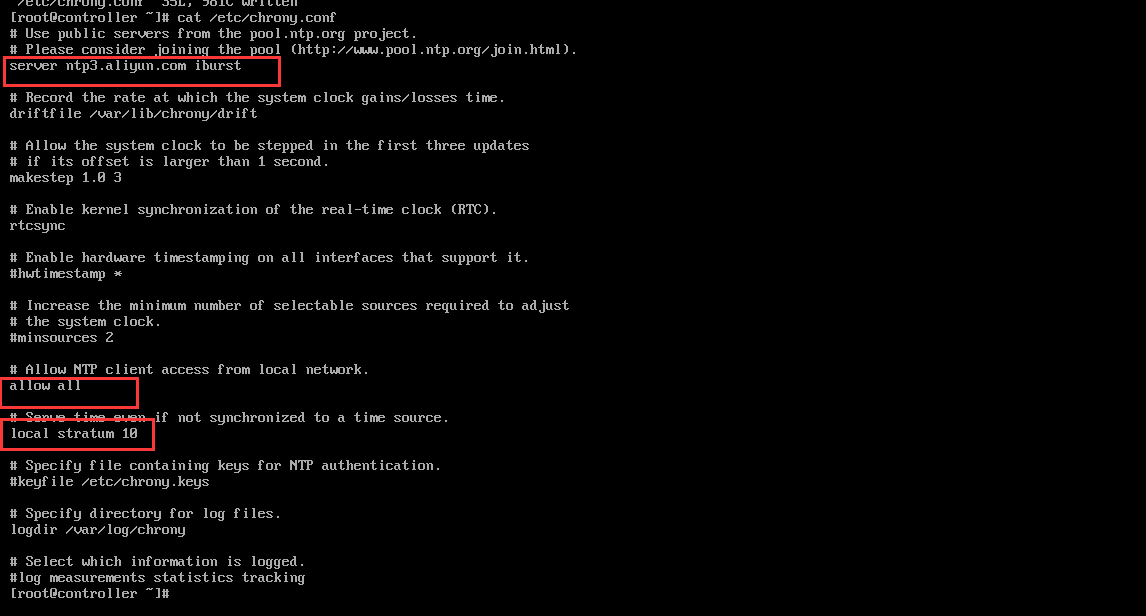 "/etc/chrony.conf" 35L, 981C written
[root@controller ~]# cat /etc/chrony.conf
# Use public servers from the pool.ntp.org project.
# Please consider joining the pool (http://www.pool.ntp.org/join.html).
server ntp3.aliyun.com iburst
# Record the rate at which the system clock gains/losses time.
driftfile /var/lib/chrony/drift
# Allow the system clock to be stepped in the first three updates
# if its offset is larger than 1 second.
makestep 1.0 3
# Enable kernel synchronization of the real-time clock (RTC).
rtcsync
# Enable hardware timestamping on all interfaces that support it.
#hwtimestamp *
# Increase the minimum number of selectable sources required to adjust
# the system clock.
#minsources 2
# Allow NTP client access from local network.
allow all
# Serve time even if not synchronized to a time source.
local stratum 10
# Specify file containing keys for NTP authentication.
#keyfile /etc/chrony.keys
# Specify directory for log files.
logdir /var/log/chrony
# Select which information is logged.
#log measurements statistics tracking
[root@controller ~]#